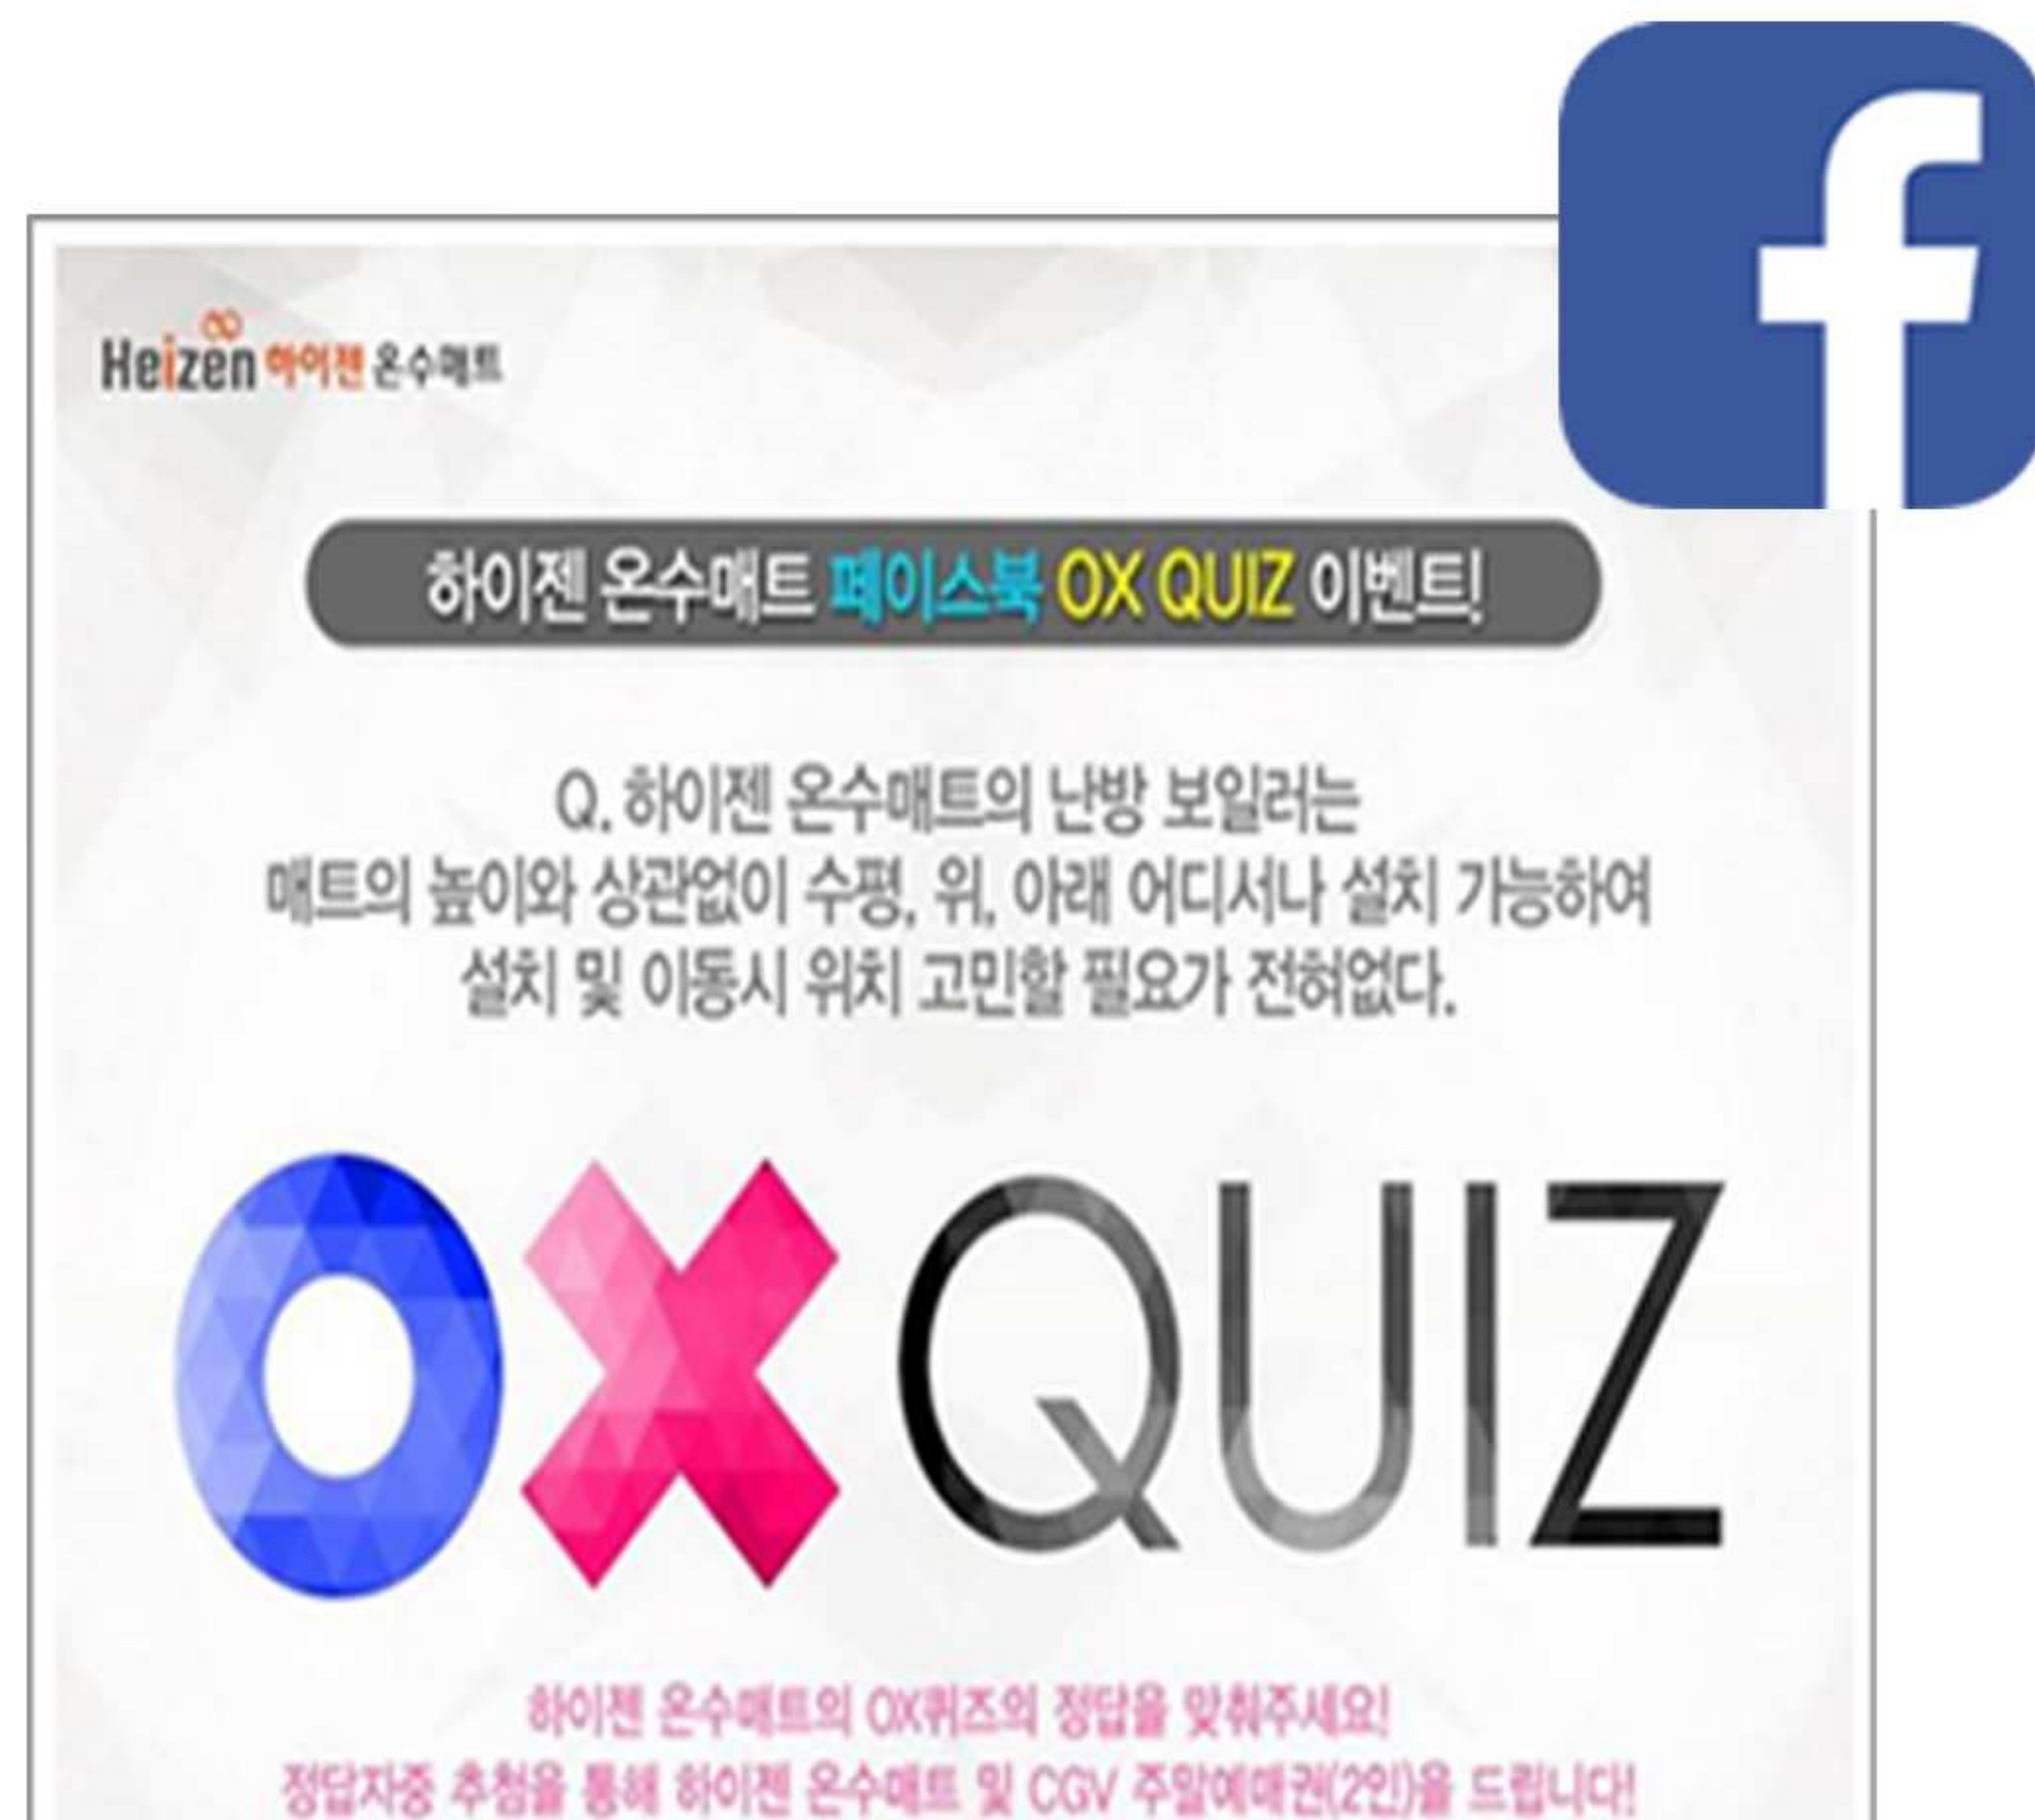 f
Heizen 하이젠 온수매트
하이젠 온수매트 페이스북 OX QUIZ 이벤트!
Q. 하이젠 온수매트의 난방 보일러는
매트의 높이와 상관없이 수평, 위, 아래 어디서나 설치 가능하여
설치 및 이동시 위치 고민할 필요가 전혀없다.
OX QUIZ
하이젠 온수매트의 OX퀴즈의 정답을 맞춰주세요!
정답자중 추첨을 통해 하이젠 온수매트 및 CGV 주말예매권(2인)을 드립니다!